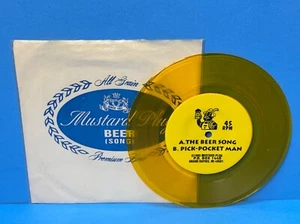 All Grain
Mustard Plug
BEER
(SONG)
Premium
45
RPM
A.THE BEER SONG
B. PICK-POCKET MAN